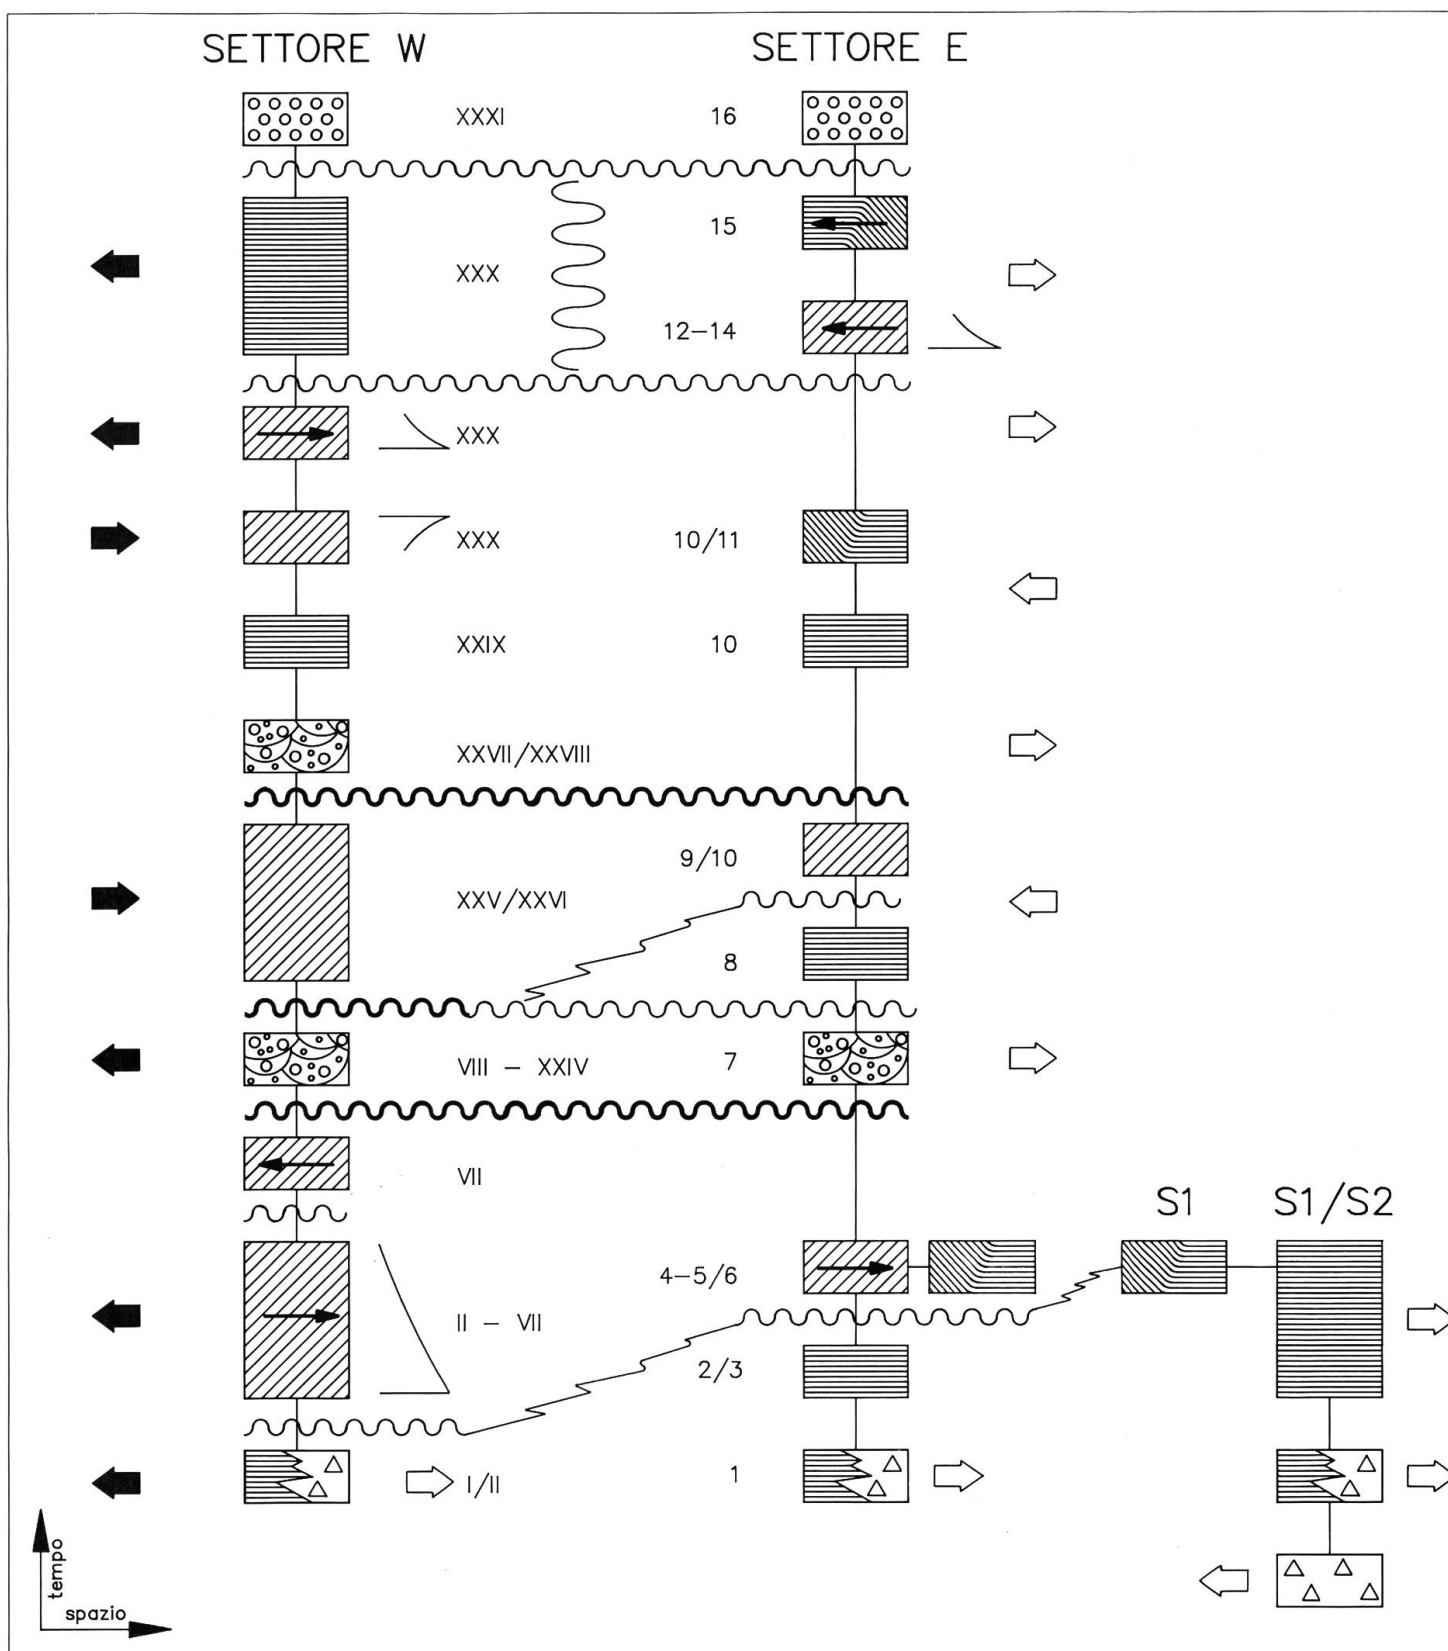 SETTORE W
SETTORE E
XXXI
16
15
XXX
12-14
XXX
XXX
10/11
XXIX
10
XXVII/XXVIII
9/10
XXV/XXVI
8
VIII - XXIV
7
VII
S1
S1/S2
4-5/6
II - VII
2/3
I/II
1
tempo
spazio